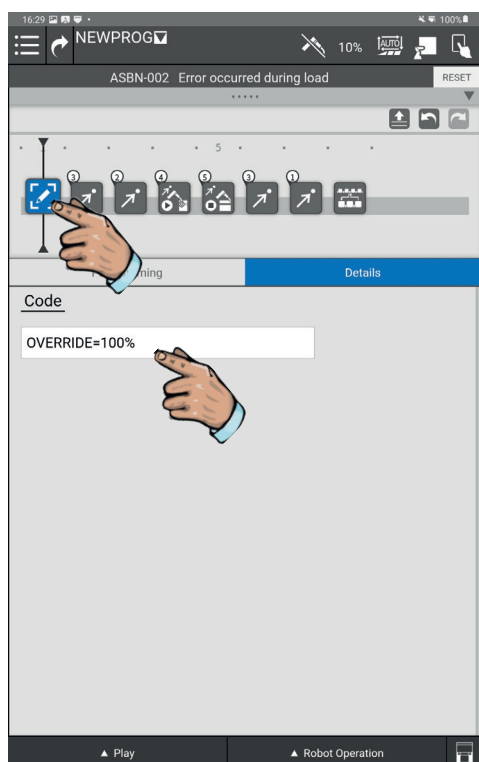 16:29 100%
NEWPROG 10% AUTO
ASBN-002 Error occurred during load RESET
5
3 2 4 5 3 1
ning Details
Code
OVERRIDE=100%
▲ Play ▲ Robot Operation